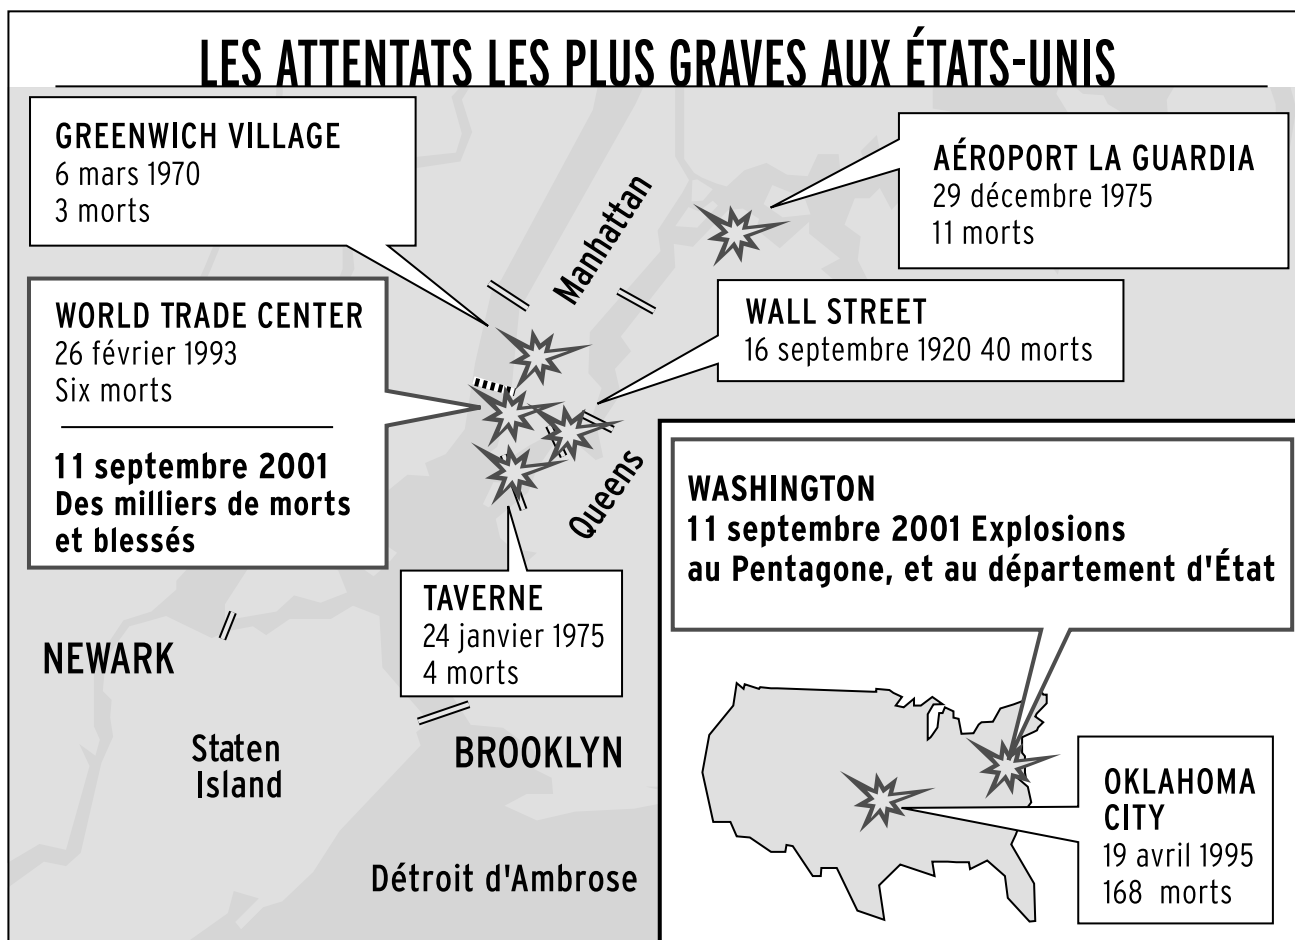 LES ATTENTATS LES PLUS GRAVES AUX ÉTATS-UNIS
GREENWICH VILLAGE
6 mars 1970
3 morts
AÉROPORT LA GUARDIA
29 décembre 1975
11 morts
Manhattan
WORLD TRADE CENTER
26 février 1993
Six morts
11 septembre 2001
Des milliers de morts
et blessés
WALL STREET
16 septembre 1920 40 morts
Queens
TAVERNE
24 janvier 1975
4 morts
NEWARK
Staten
Island
BROOKLYN
Détroit d'Ambrose
WASHINGTON
11 septembre 2001 Explosions
au Pentagone, et au département d'État
OKLAHOMA
CITY
19 avril 1995
168 morts